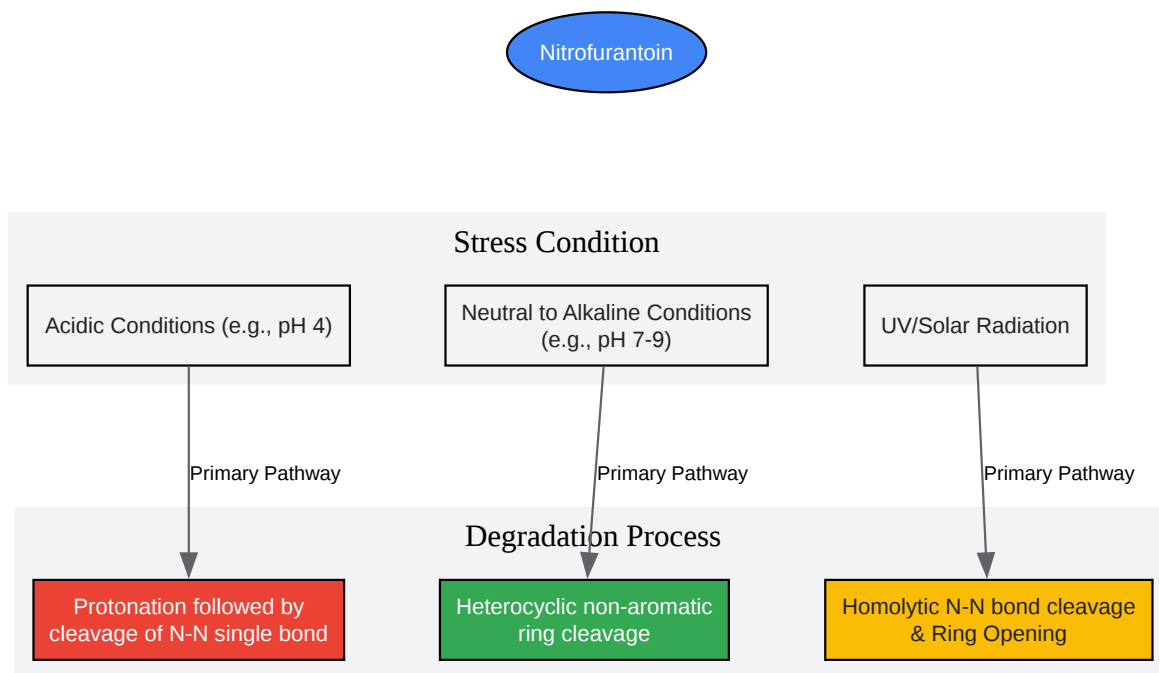 Nitrofurantoin
Stress Condition
Acidic Conditions (e.g., pH 4)
Neutral to Alkaline Conditions
(e.g., pH 7-9)
UV/Solar Radiation
Primary Pathway
Primary Pathway
Primary Pathway
Degradation Process
Protonation followed by
cleavage of N-N single bond
Heterocyclic non-aromatic
ring cleavage
Homolytic N-N bond cleavage
& Ring Opening